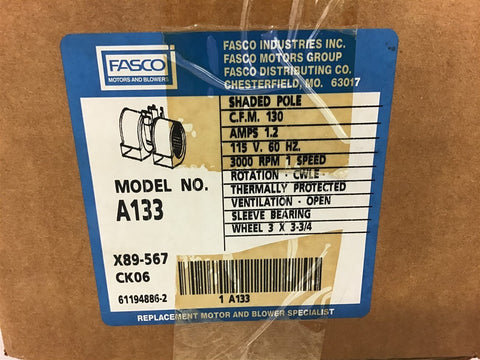 FASCO
MOTORS AND BLOWERS
FASCO INDUSTRIES INC.
FASCO MOTORS GROUP
FASCO DISTRIBUTING CO.
CHESTERFIELD, MO. 63017
SHADED POLE
C.F.M. 130
AMPS 1.2
115 V. 60 HZ.
3000 RPM 1 SPEED
ROTATION - CWLE
THERMALLY PROTECTED
VENTILATION - OPEN
SLEEVE BEARING
WHEEL 3 X 3-3/4
MODEL NO.
A133
X89-567
CK06
61194886-2
1 A133
REPLACEMENT MOTOR AND BLOWER SPECIALIST